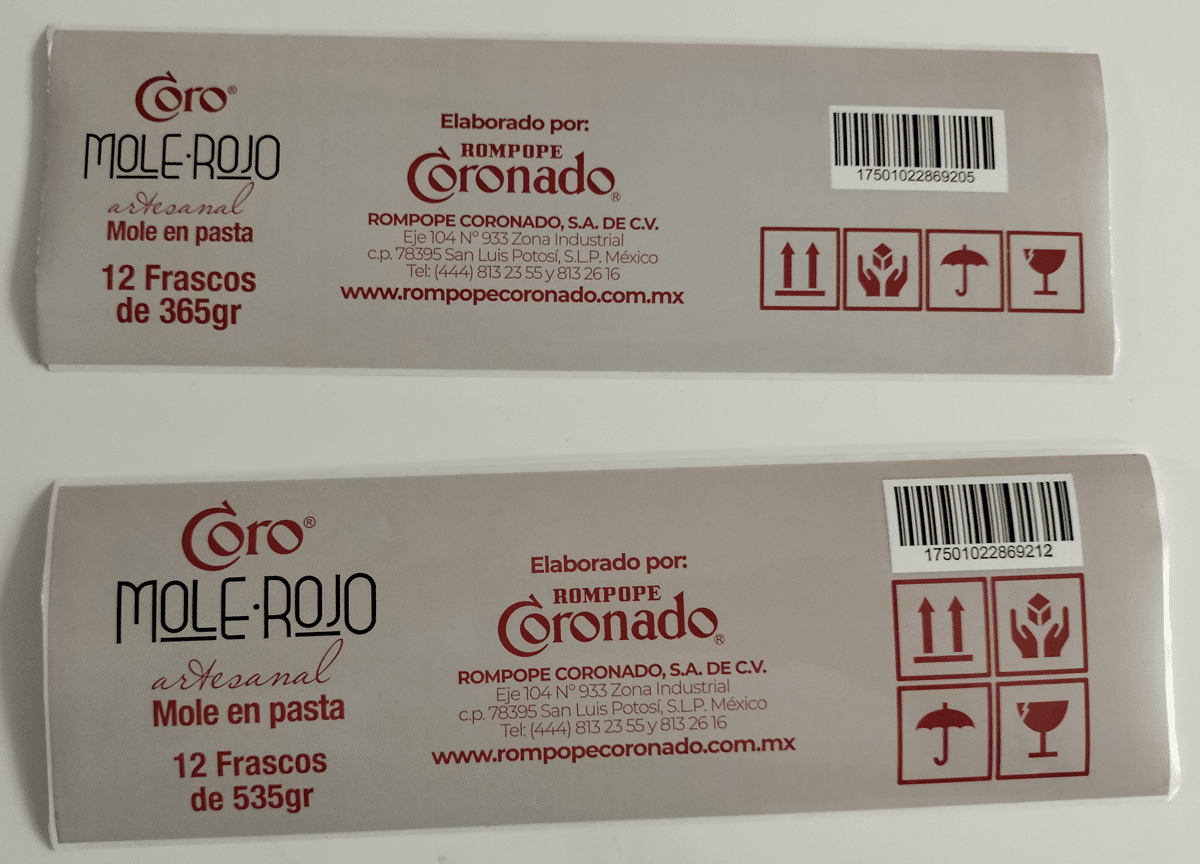 Coro®
MOLE·ROJO
artesanal
Mole en pasta
12 Frascos
de 365gr
Elaborado por:
ROMPOPE
Coronado®
ROMPOPE CORONADO, S.A. DE C.V.
Eje 104 Nº 933 Zona Industrial
c.p. 78395 San Luis Potosí, S.L.P. México
Tel: (444) 813 23 55 y 813 26 16
www.rompopecoronado.com.mx
17501022869205
Coro®
MOLE·ROJO
artesanal
Mole en pasta
12 Frascos
de 535gr
Elaborado por:
ROMPOPE
Coronado®
ROMPOPE CORONADO, S.A. DE C.V.
Eje 104 Nº 933 Zona Industrial
c.p. 78395 San Luis Potosí, S.L.P. México
Tel: (444) 813 23 55 y 813 26 16
www.rompopecoronado.com.mx
17501022869212